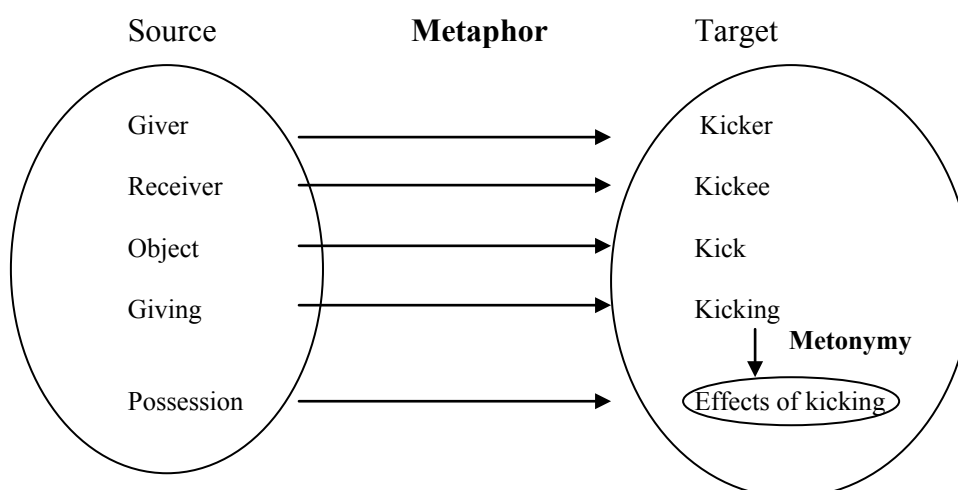 Source Metaphor Target
Giver Kicker
Receiver Kickee
Object Kick
Giving Kicking
Metonymy
Possession Effects of kicking